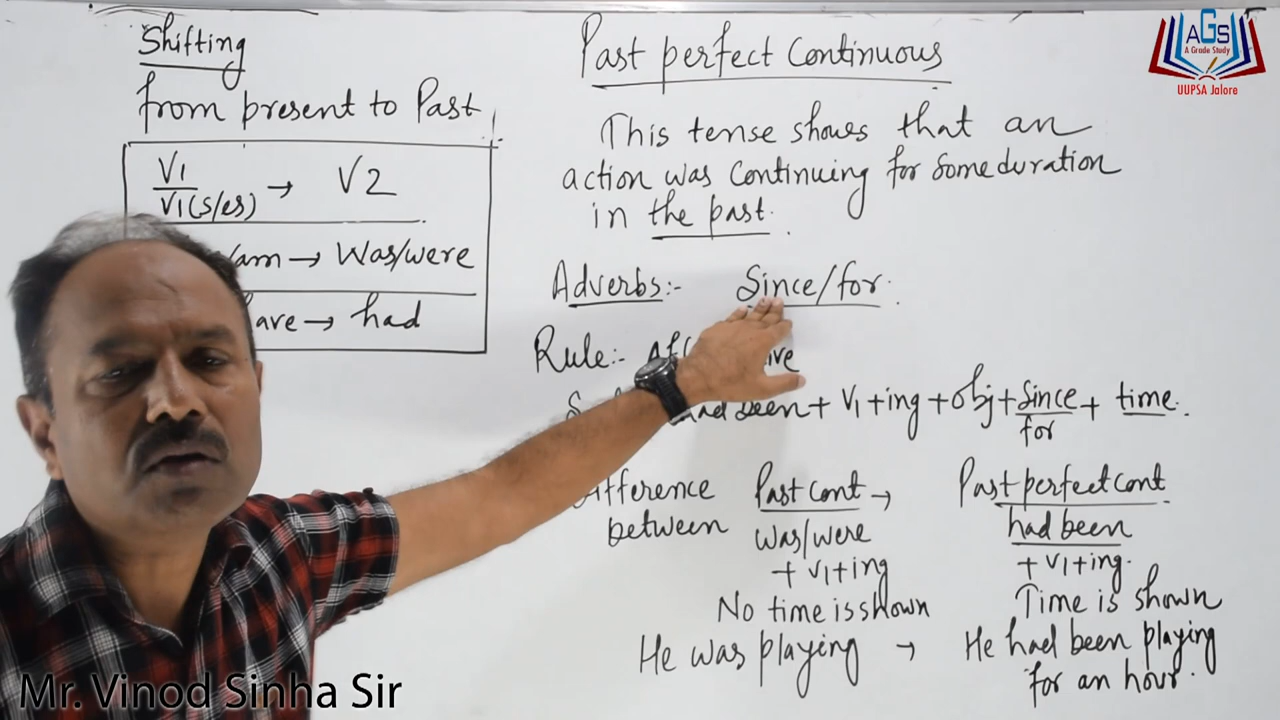 Shifting
from present to Past
V1
V1(s/es) → V2
/am → Was/were
ave → had
Past perfect Continuous
This tense shows that an
action was continuing for some duration
in the past.
Adverbs:- Since/for.
Rule:-
had been + V1+ing + obj + since + time.
for
between
Past cont →
was/were
+ V1+ing
No time is shown
He was playing →
Past perfect cont
had been
+ V1+ing.
Time is shown
He had been playing
for an hour.
AGS
A Grade Study
UUPSA Jalore
Mr. Vinod Sinha Sir